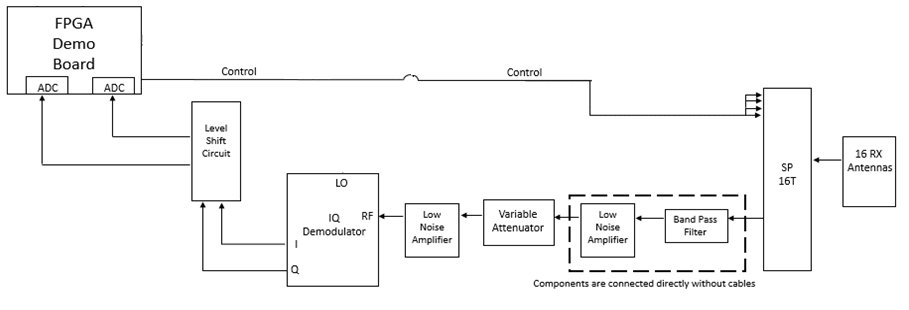 FPGA
Demo
Board
ADC
ADC
Control
Control
Level
Shift
Circuit
SP
16T
16 RX
Antennas
LO
IQ
Demodulator
RF
I
Q
Low
Noise
Amplifier
Variable
Attenuator
Low
Noise
Amplifier
Band Pass
Filter
Components are connected directly without cables